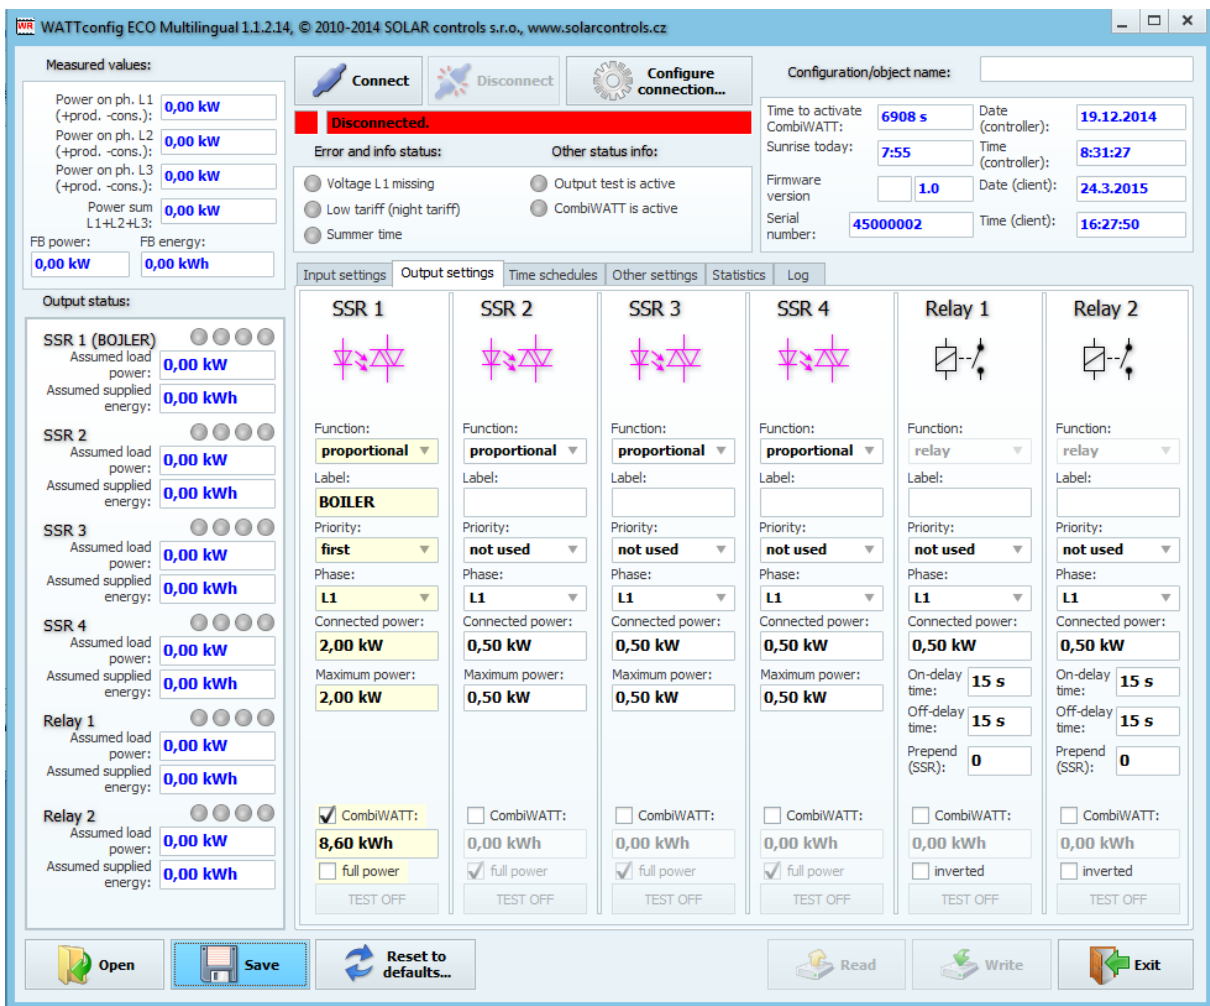 WATTconfig ECO Multilingual 1.1.2.14, © 2010-2014 SOLAR controls s.r.o., www.solarcontrols.cz
Measured values:
Power on ph. L1
(+prod. -cons.):
0,00 kW
Power on ph. L2
(+prod. -cons.):
0,00 kW
Power on ph. L3
(+prod. -cons.):
0,00 kW
Power sum
L1+L2+L3:
0,00 kW
FB power: FB energy:
0,00 kW 0,00 kWh
Connect Disconnect Configure
connection...
Disconnected.
Error and info status: Other status info:
Voltage L1 missing Output test is active
Low tariff (night tariff) CombiWATT is active
Summer time
Configuration/object name:
Time to activate
CombiWATT:
6908 s
Date
(controller):
19.12.2014
Sunrise today:
7:55
Time
(controller):
8:31:27
Firmware
version
1.0
Date (client):
24.3.2015
Serial
number:
45000002
Time (client):
16:27:50
Output status:
SSR 1 (BOJLER)
Assumed load
power:
0,00 kW
Assumed supplied
energy:
0,00 kWh
SSR 2
Assumed load
power:
0,00 kW
Assumed supplied
energy:
0,00 kWh
SSR 3
Assumed load
power:
0,00 kW
Assumed supplied
energy:
0,00 kWh
SSR 4
Assumed load
power:
0,00 kW
Assumed supplied
energy:
0,00 kWh
Relay 1
Assumed load
power:
0,00 kW
Assumed supplied
energy:
0,00 kWh
Relay 2
Assumed load
power:
0,00 kW
Assumed supplied
energy:
0,00 kWh
Input settings Output settings Time schedules Other settings Statistics Log
SSR 1
Function:
proportional
Label:
BOILER
Priority:
first
Phase:
L1
Connected power:
2,00 kW
Maximum power:
2,00 kW
CombiWATT:
8,60 kWh
full power
TEST OFF
SSR 2
Function:
proportional
Label:
Priority:
not used
Phase:
L1
Connected power:
0,50 kW
Maximum power:
0,50 kW
CombiWATT:
0,00 kWh
full power
TEST OFF
SSR 3
Function:
proportional
Label:
Priority:
not used
Phase:
L1
Connected power:
0,50 kW
Maximum power:
0,50 kW
CombiWATT:
0,00 kWh
full power
TEST OFF
SSR 4
Function:
proportional
Label:
Priority:
not used
Phase:
L1
Connected power:
0,50 kW
Maximum power:
0,50 kW
CombiWATT:
0,00 kWh
full power
TEST OFF
Relay 1
Function:
relay
Label:
Priority:
not used
Phase:
L1
Connected power:
0,50 kW
On-delay
time:
15 s
Off-delay
time:
15 s
Prepend
(SSR):
0
CombiWATT:
0,00 kWh
inverted
TEST OFF
Relay 2
Function:
relay
Label:
Priority:
not used
Phase:
L1
Connected power:
0,50 kW
On-delay
time:
15 s
Off-delay
time:
15 s
Prepend
(SSR):
0
CombiWATT:
0,00 kWh
inverted
TEST OFF
Open Save Reset to
defaults...
Read Write Exit